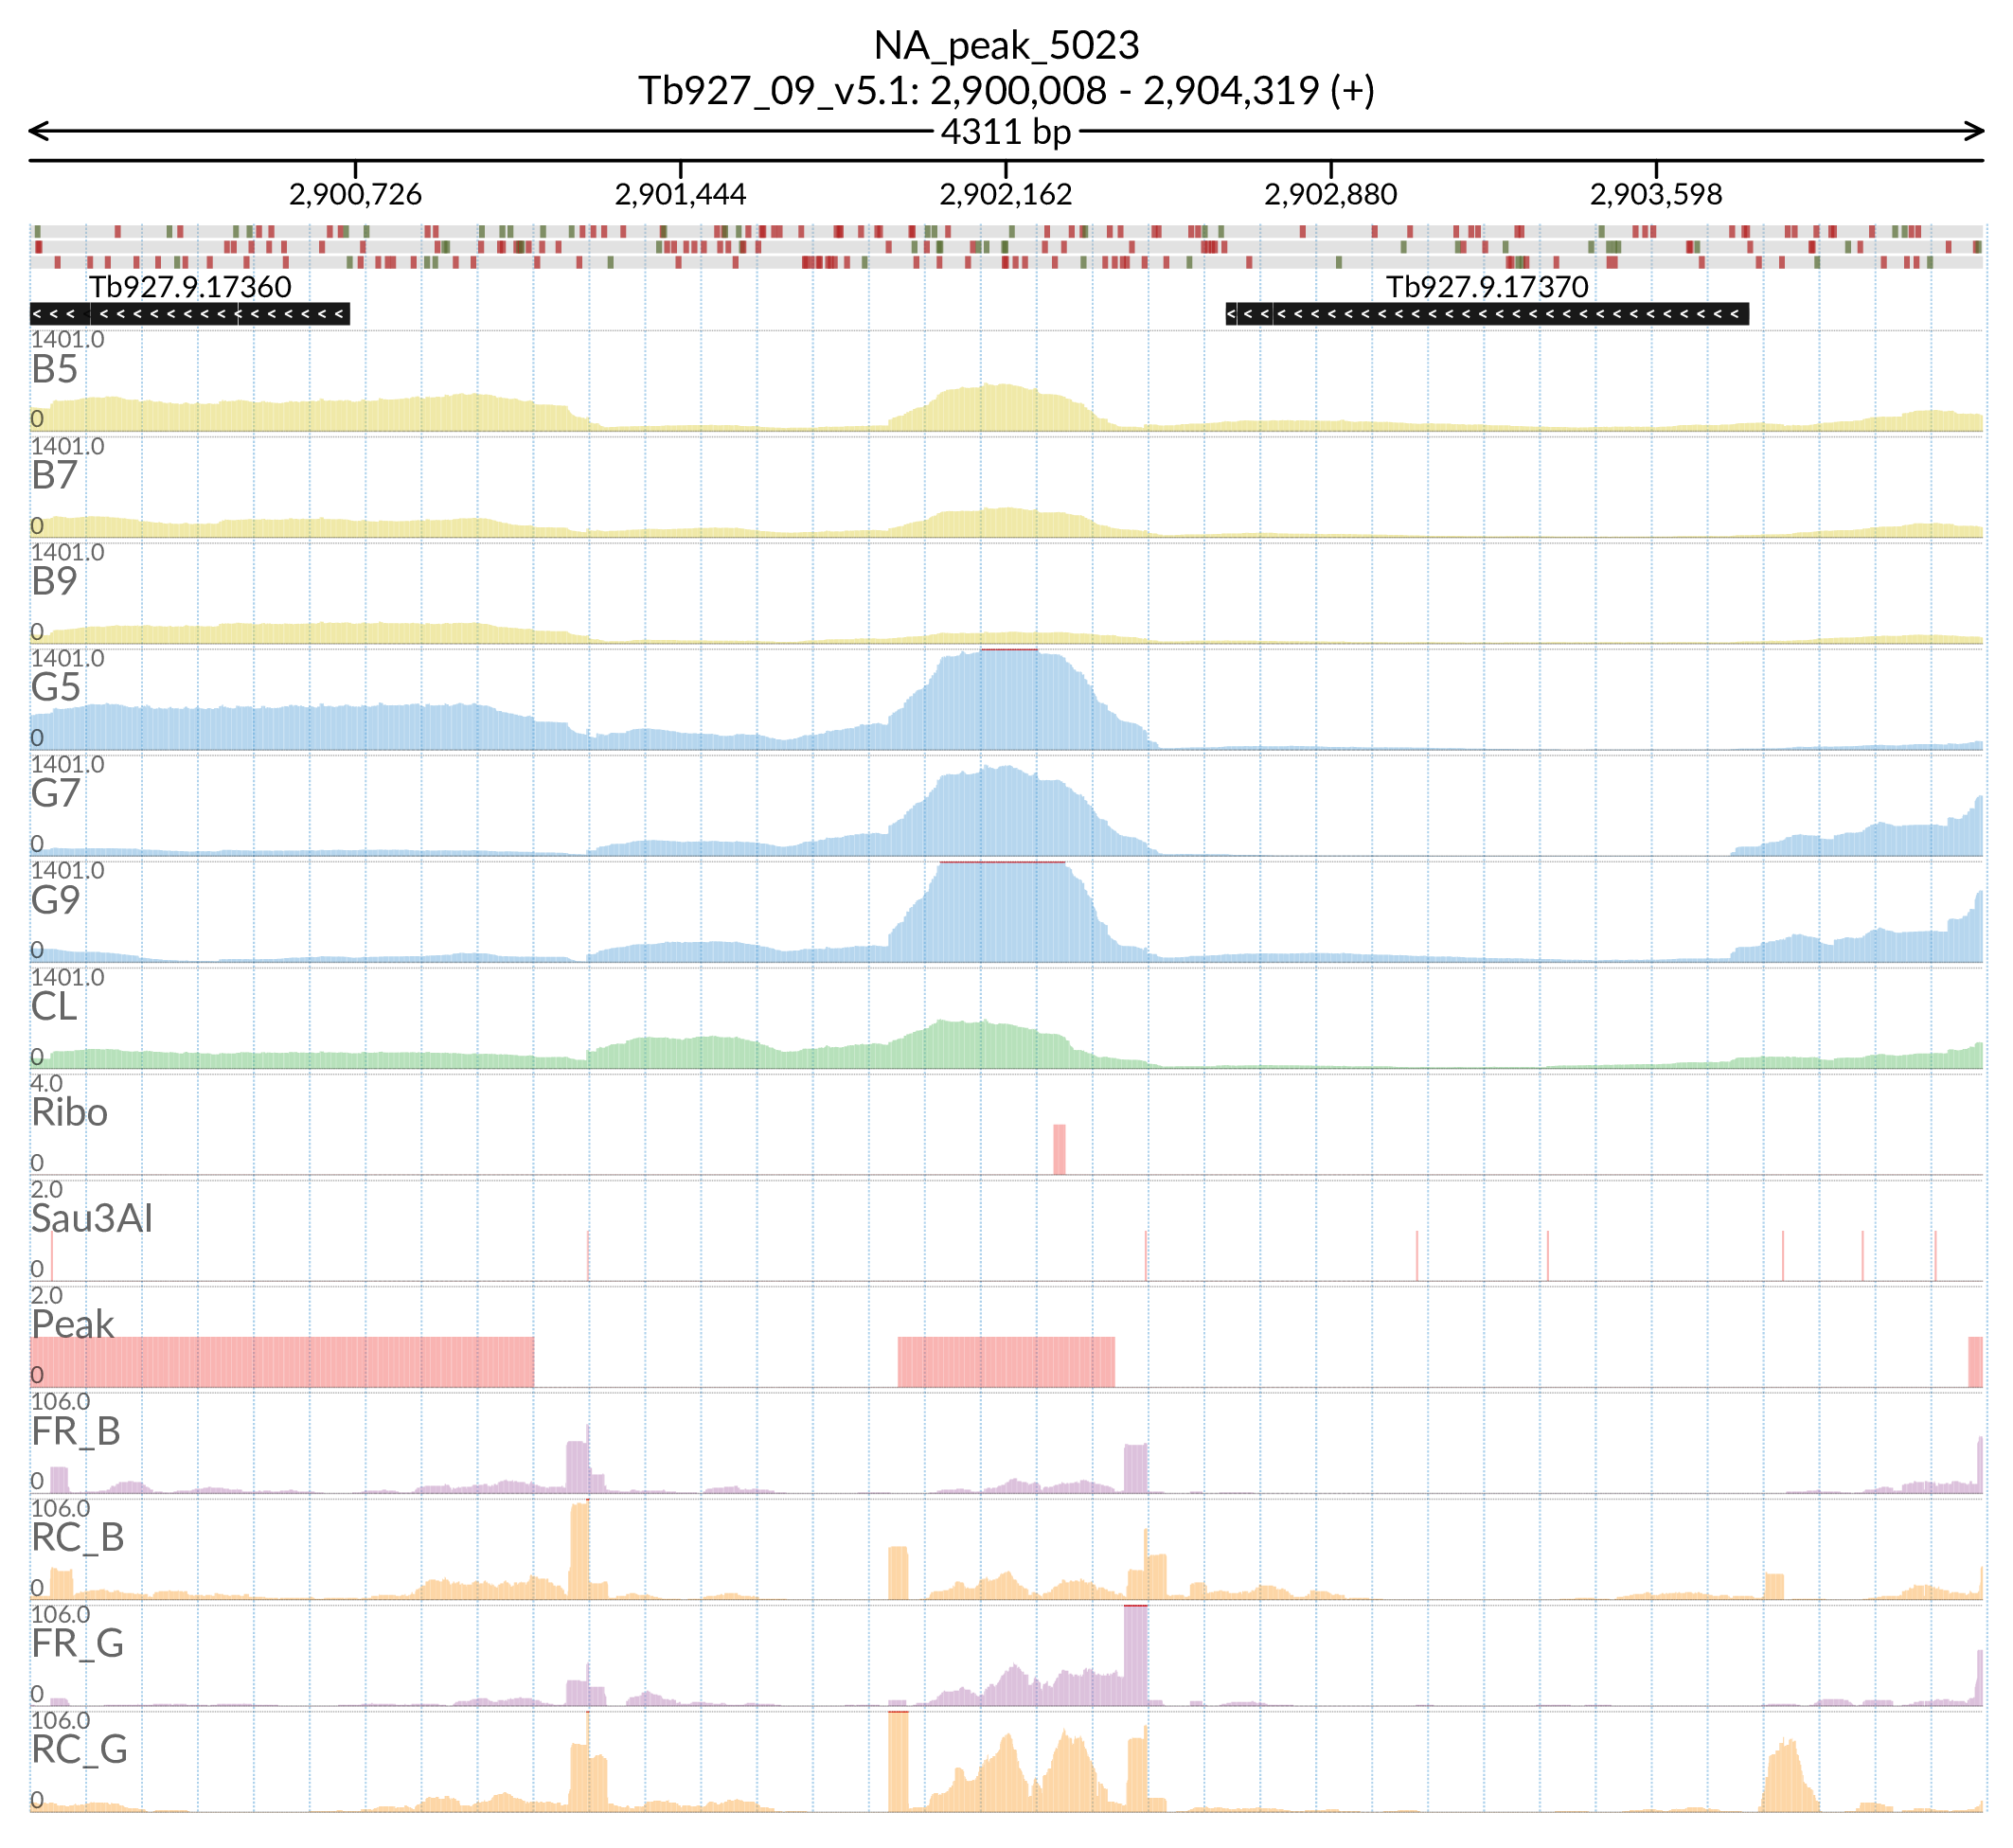 NA_peak_5023
Tb927_09_v5.1: 2,900,008 - 2,904,319 (+)
4311 bp
2,900,726 2,901,444 2,902,162 2,902,880 2,903,598
Tb927.9.17360 Tb927.9.17370
1401.0
B5
0
1401.0
B7
0
1401.0
B9
0
1401.0
G5
0
1401.0
G7
0
1401.0
G9
0
1401.0
CL
0
4.0
Ribo
0
2.0
Sau3AI
0
2.0
Peak
0
106.0
FR_B
0
106.0
RC_B
0
106.0
FR_G
0
106.0
RC_G
0